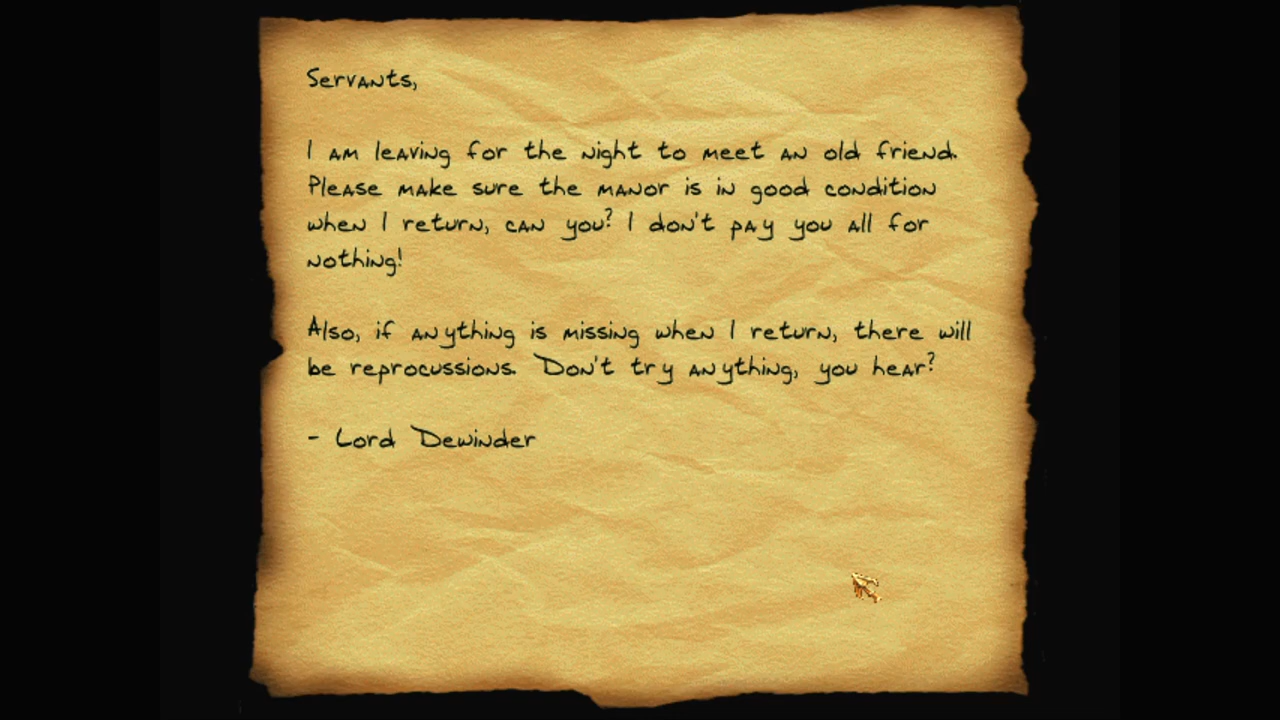 Servants,
I am leaving for the night to meet an old friend.
Please make sure the manor is in good condition
when I return, can you? I don't pay you all for
nothing!
Also, if anything is missing when I return, there will
be reprocussions. Don't try anything, you hear?
- Lord Dewinder